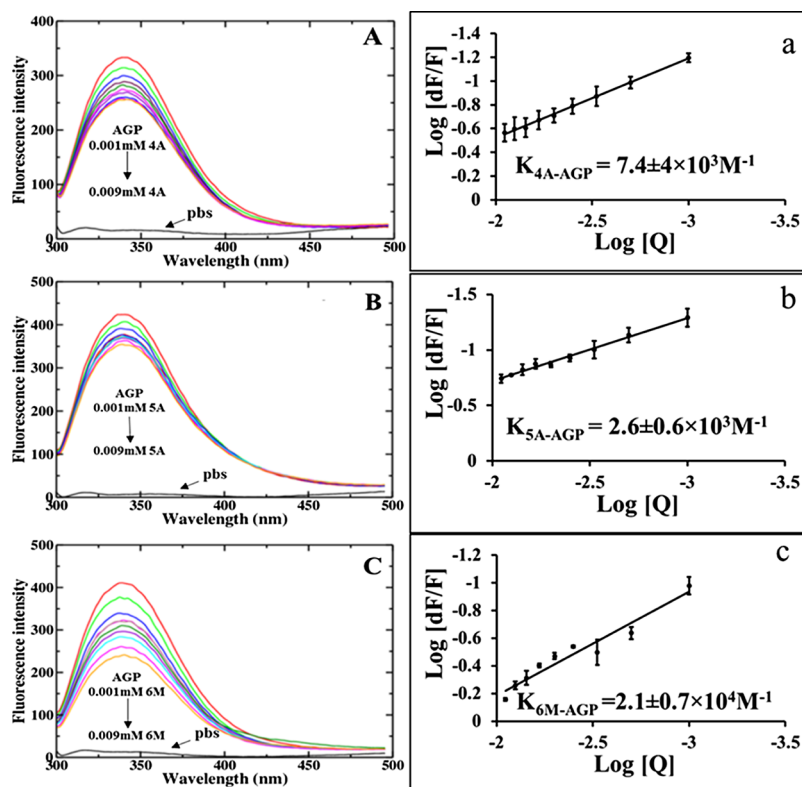 A
Fluorescence intensity
400
300
200
100
0
AGP
0.001mM 4A
0.009mM 4A
pbs
300
350
400
450
500
Wavelength (nm)
a
Log [dF/F]
-1.4
-1.2
-1
-0.8
-0.6
-0.4
-0.2
0
K4A-AGP = 7.4±4×10³M⁻¹
-2
-2.5
-3
-3.5
Log [Q]
B
Fluorescence intensity
500
400
300
200
100
0
AGP
0.001mM 5A
0.009mM 5A
pbs
300
350
400
450
500
Wavelength (nm)
b
Log [dF/F]
-1.5
-1
-0.5
0
K5A-AGP = 2.6±0.6×10³M⁻¹
-2
-2.5
-3
-3.5
Log [Q]
C
Fluorescence intensity
500
400
300
200
100
0
AGP
0.001mM 6M
0.009mM 6M
pbs
300
350
400
450
500
Wavelength (nm)
c
Log [dF/F]
-1.2
-1
-0.8
-0.6
-0.4
-0.2
0
K6M-AGP =2.1±0.7×10⁴M⁻¹
-2
-2.5
-3
-3.5
Log [Q]